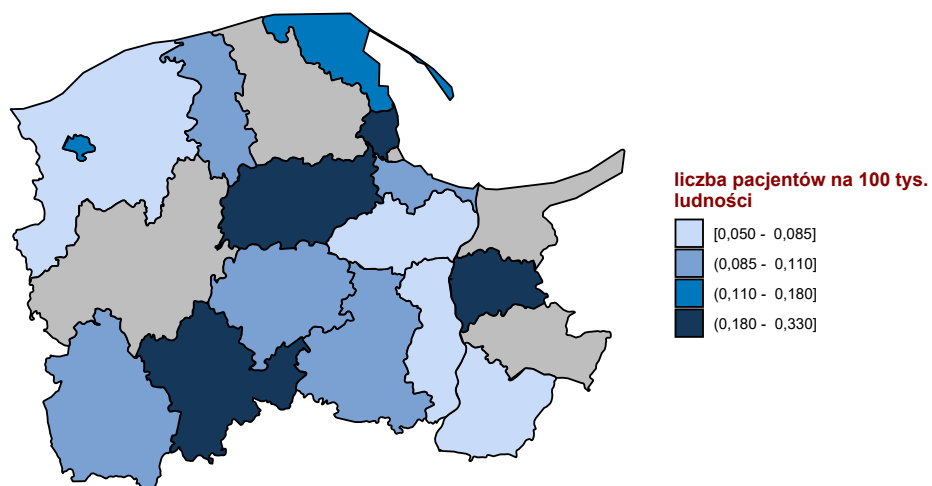 liczba pacjentów na 100 tys.
ludności
[0,050 - 0,085]
(0,085 - 0,110]
(0,110 - 0,180]
(0,180 - 0,330]